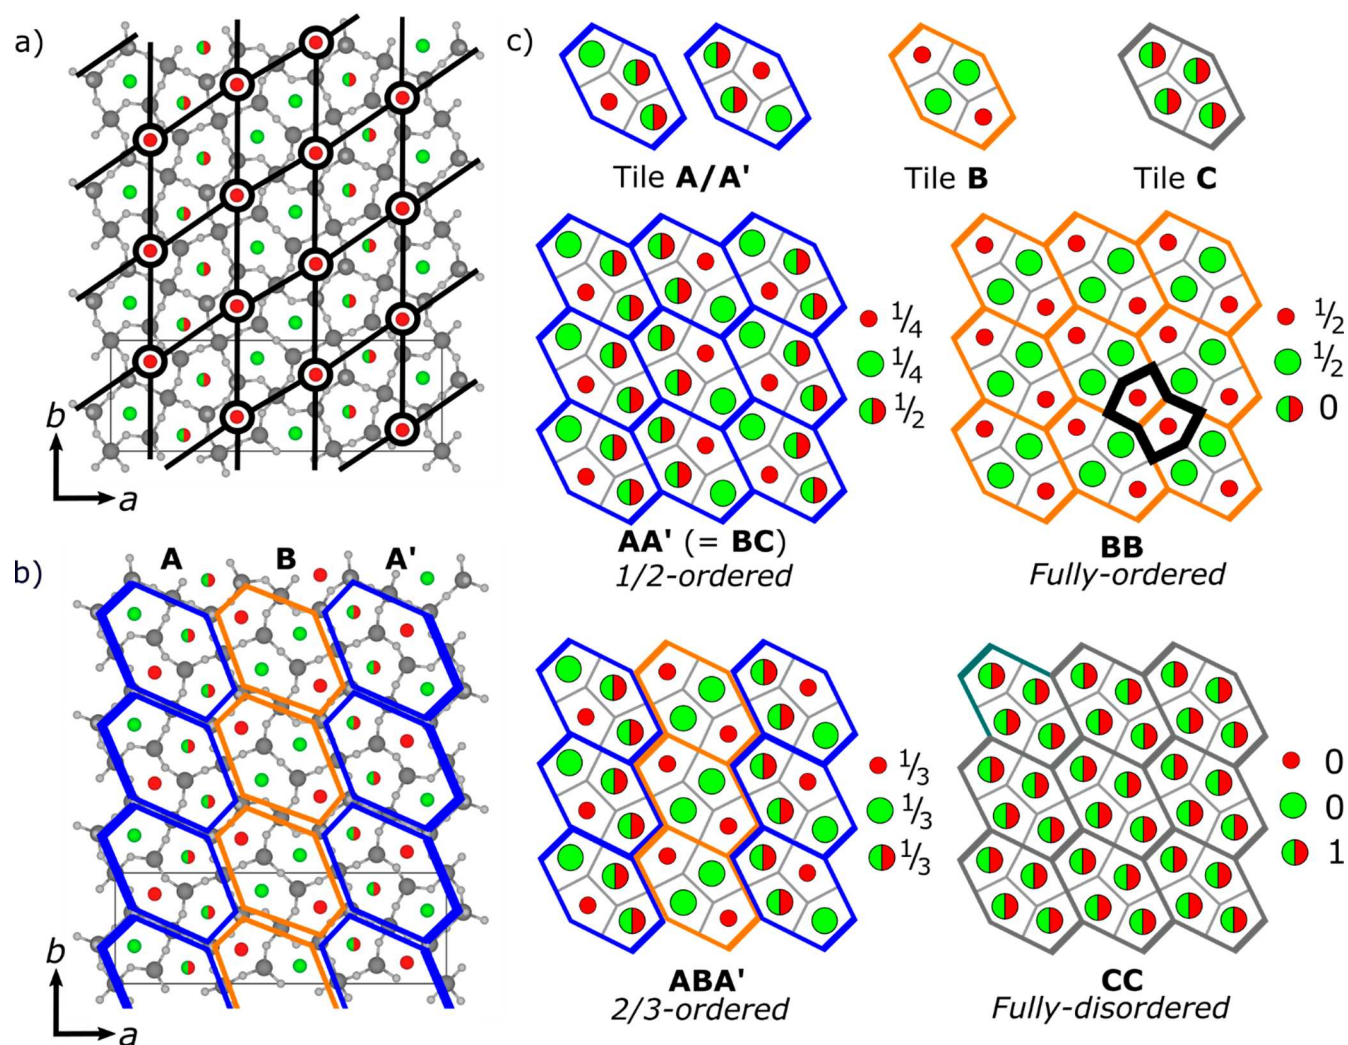 a)
b
a
b)
A B A'
b
a
c)
Tile A/A'
Tile B
Tile C
1/4
1/4
1/2
AA' (= BC)
1/2-ordered
1/2
1/2
0
BB
Fully-ordered
1/3
1/3
1/3
ABA'
2/3-ordered
0
0
1
CC
Fully-disordered